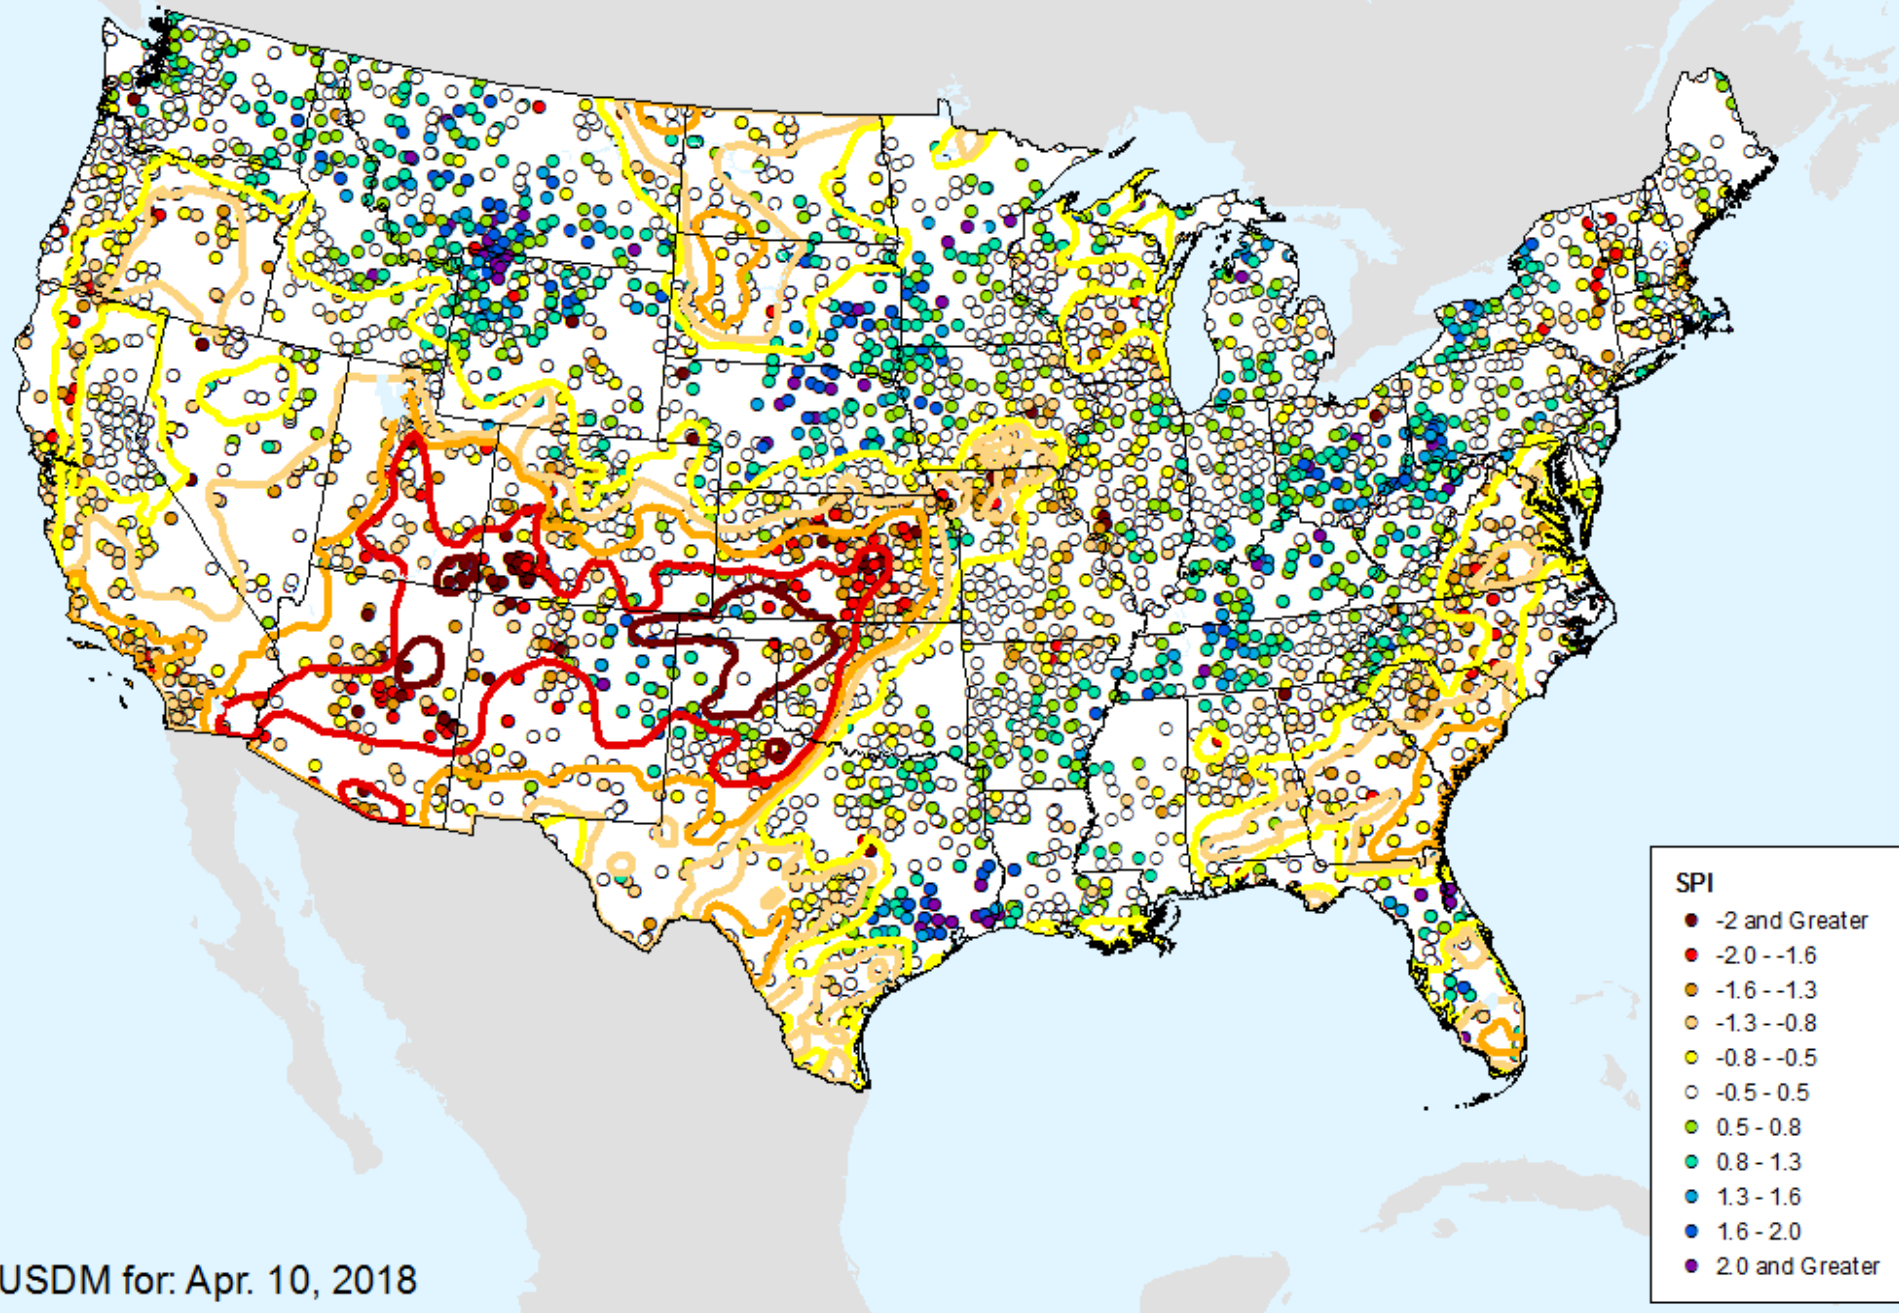 SPI
-2 and Greater
-2.0 - -1.6
-1.6 - -1.3
-1.3 - -0.8
-0.8 - -0.5
-0.5 - 0.5
0.5 - 0.8
0.8 - 1.3
1.3 - 1.6
1.6 - 2.0
2.0 and Greater
USDM for: Apr. 10, 2018